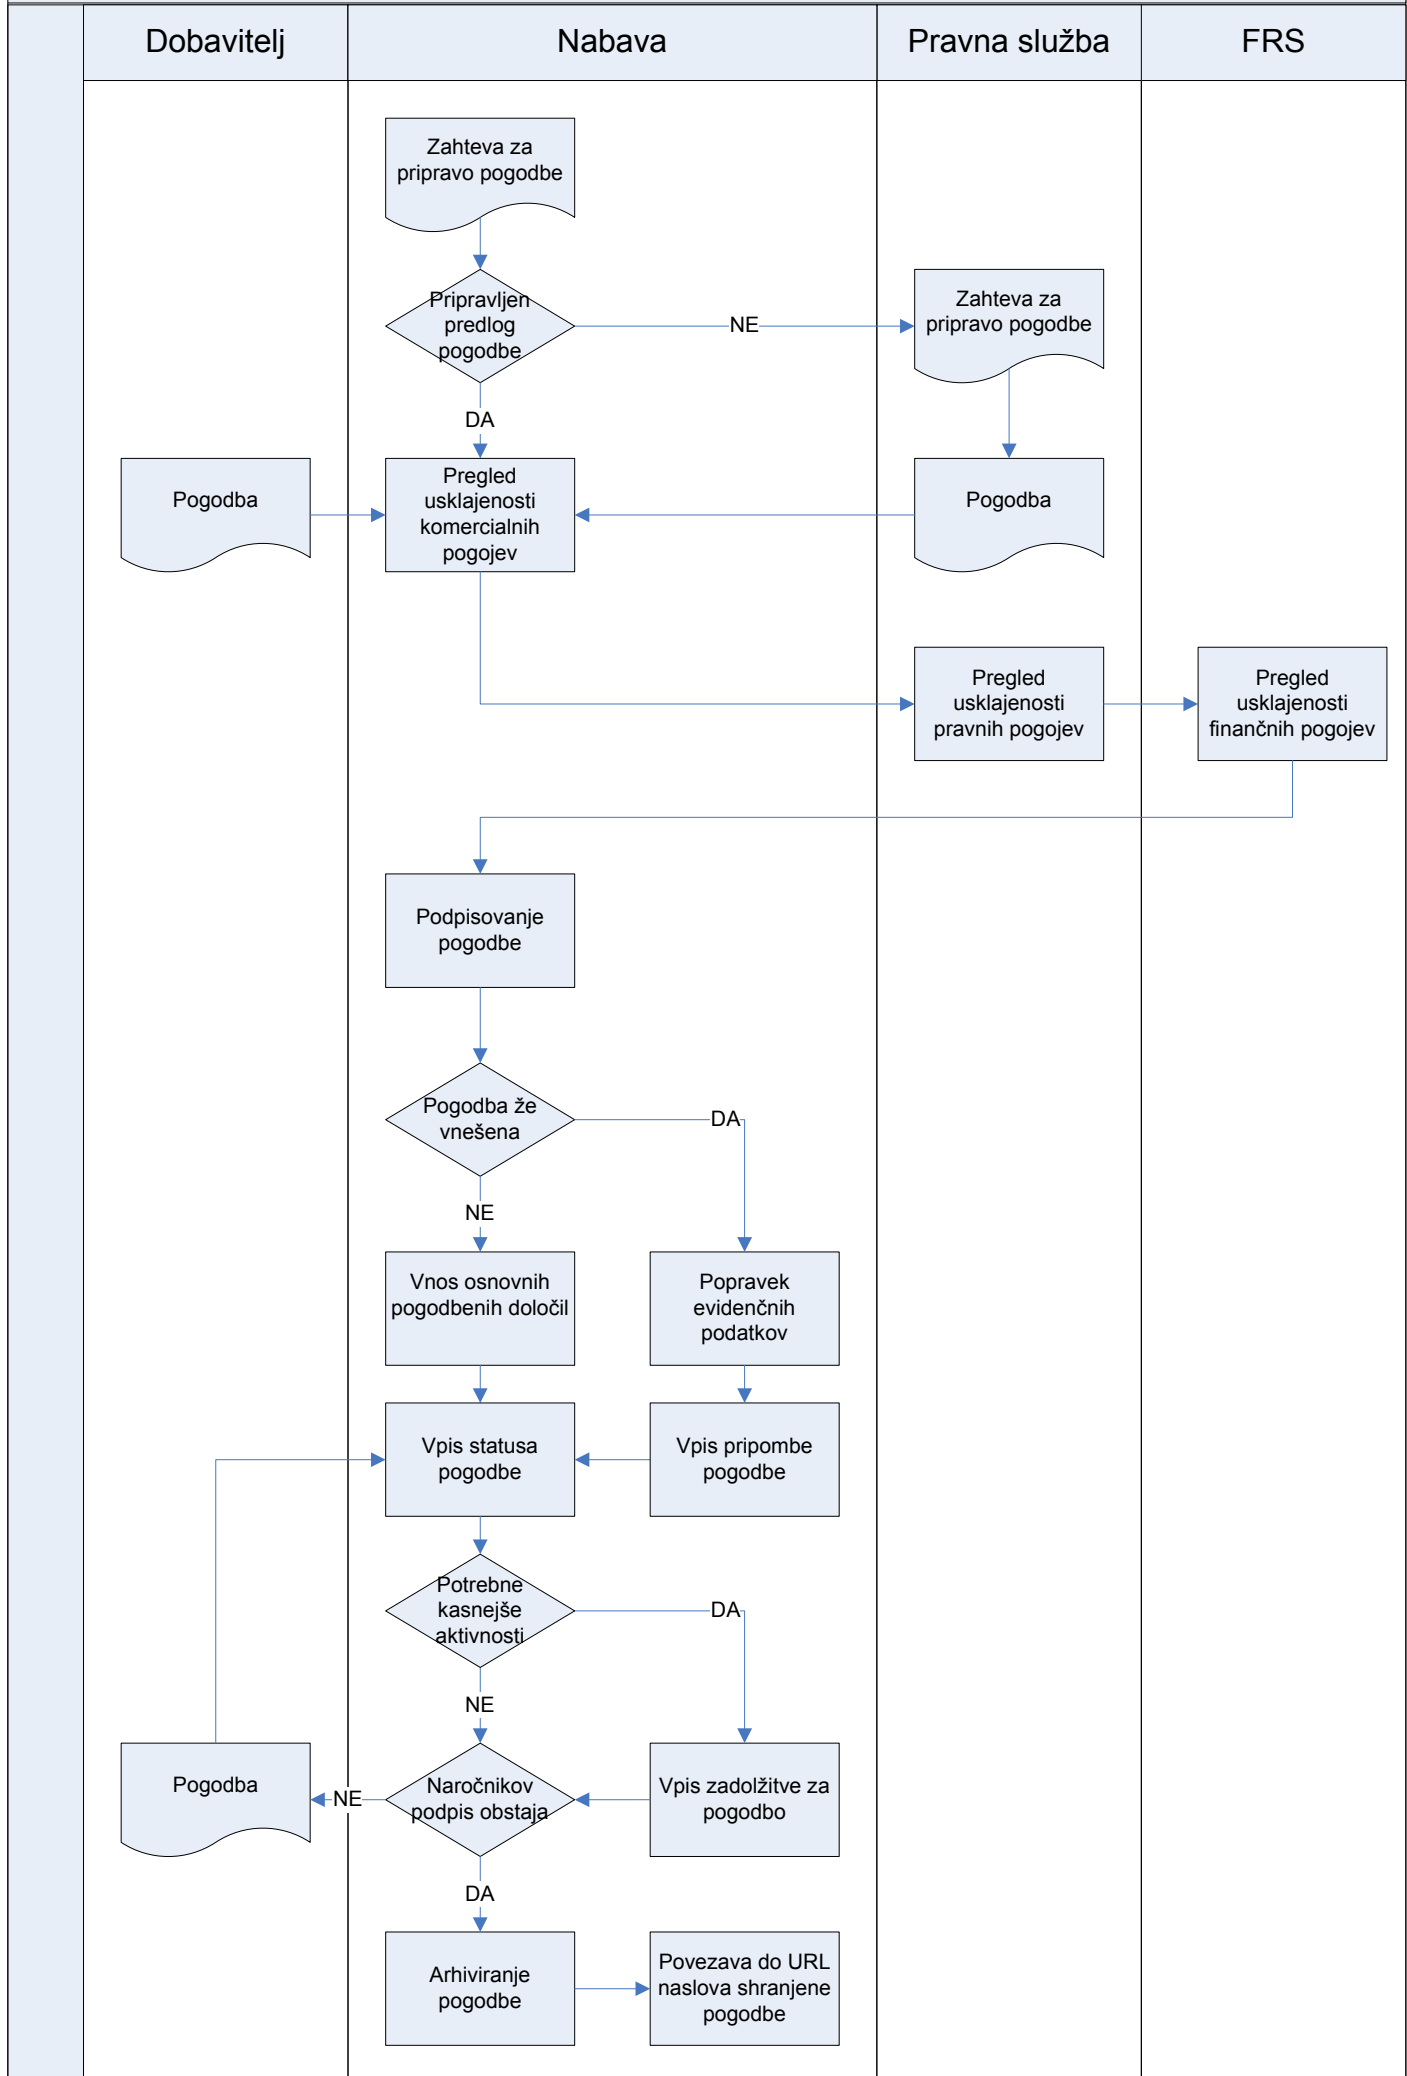 Dobavitelj
Nabava
Pravna služba
FRS
Zahteva za
pripravo pogodbe
Pripravljen
predlog
pogodbe
NE
Zahteva za
pripravo pogodbe
DA
Pogodba
Pregled
usklajenosti
komercialnih
pogojev
Pogodba
Pregled
usklajenosti
pravnih pogojev
Pregled
usklajenosti
finančnih pogojev
Podpisovanje
pogodbe
Pogodba že
vnešena
DA
NE
Vnos osnovnih
pogodbenih določil
Popravek
evidenčnih
podatkov
Vpis statusa
pogodbe
Vpis pripombe
pogodbe
Potrebne
kasnejše
aktivnosti
DA
NE
Pogodba
NE
Naročnikov
podpis obstaja
Vpis zadolžitve za
pogodbo
DA
Arhiviranje
pogodbe
Povezava do URL
naslova shranjene
pogodbe